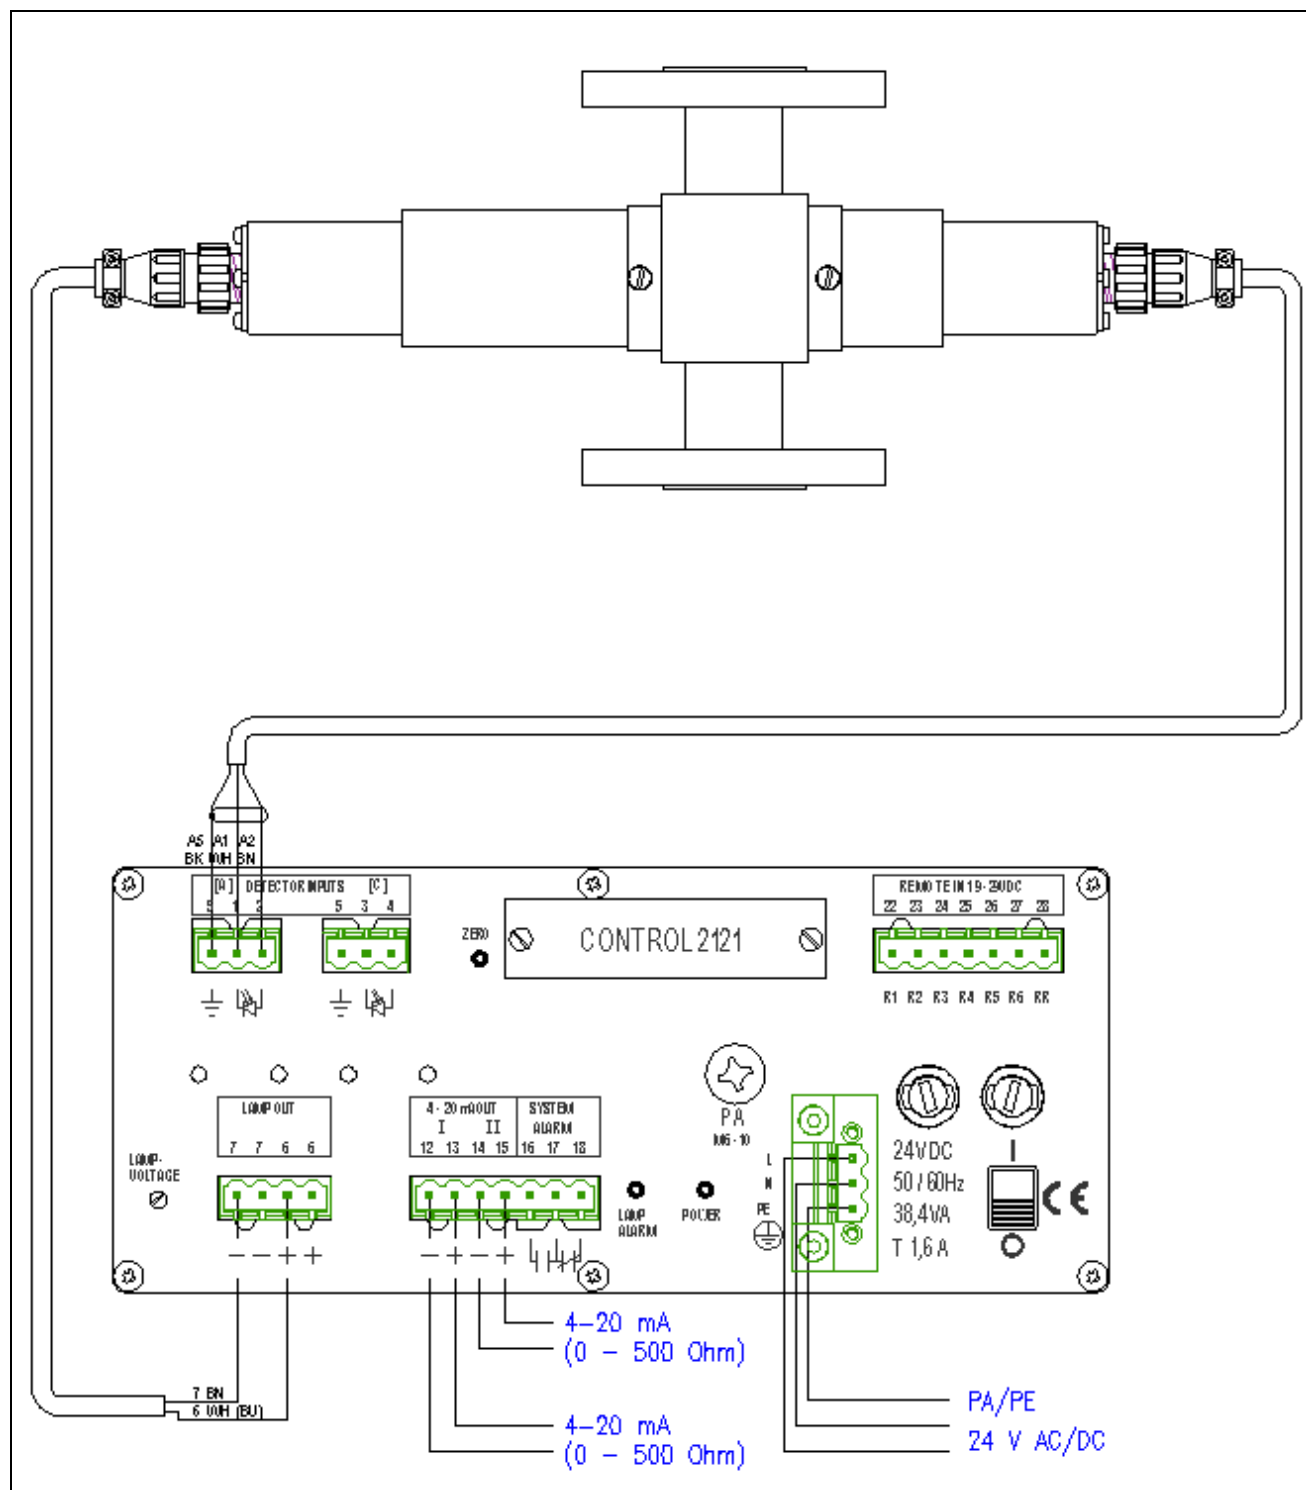 A5 A1 A2
BK WH BN
[A] DETECTOR INPUTS [C]
5 1 2 5 3 4
ZERO
CONTROL 2121
REMOTE IN 19-29VDC
22 23 24 25 26 27 28
R1 R2 R3 R4 R5 R6 RR
LAMP OUT
7 7 6 6
LAMP-
VOLTAGE
4 - 20 mA OUT
I II
12 13 14 15
SYSTEM
ALARM
16 17 18
LAMP
ALARM
POWER
PA
M6-10
L
N
PE
24VDC
50 / 60Hz
38,4VA
T 1,6 A
I
O
CE
− − + +
− + − +
4-20 mA
(0 - 500 Ohm)
7 BN
6 WH (BU)
4-20 mA
(0 - 500 Ohm)
PA/PE
24 V AC/DC